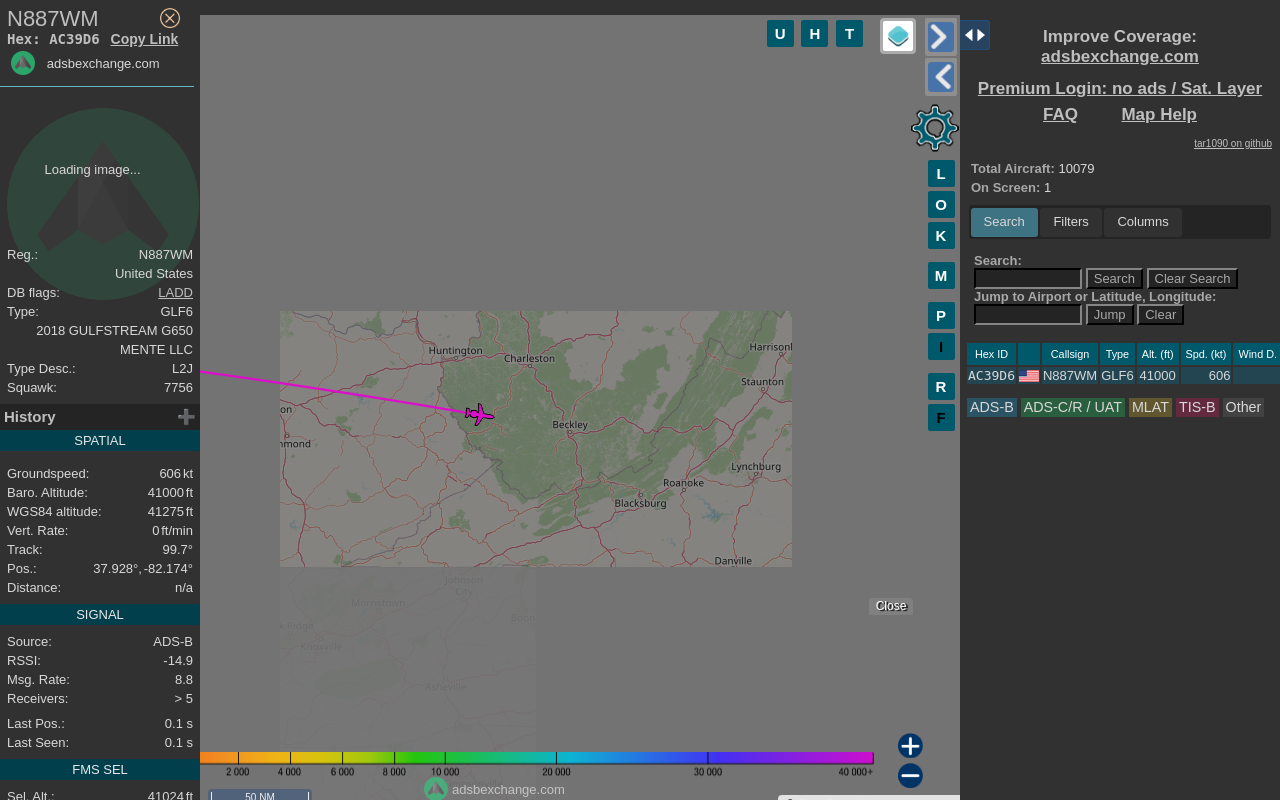 N887WM
Hex: AC39D6 Copy Link
adsbexchange.com
Loading image...
Reg.: N887WM
United States
DB flags: LADD
Type: GLF6
2018 GULFSTREAM G650
MENTE LLC
Type Desc.: L2J
Squawk: 7756
History
SPATIAL
Groundspeed: 606 kt
Baro. Altitude: 41000 ft
WGS84 altitude: 41275 ft
Vert. Rate: 0 ft/min
Track: 99.7°
Pos.: 37.928°, -82.174°
Distance: n/a
SIGNAL
Source: ADS-B
RSSI: -14.9
Msg. Rate: 8.8
Receivers: > 5
Last Pos.: 0.1 s
Last Seen: 0.1 s
FMS SEL
Sel. Alt.: 41024 ft
U H T
L
O
K
M
P
I
R
F
Huntington
Charleston
Harrisonl
Staunton
on
Beckley
nmond
Lynchburg
Roanoke
Blacksburg
Danville
Johnson
City
Morristown
Boon
k Ridge
Knoxville
Asheville
Close
2 000 4 000 6 000 8 000 10 000 20 000 30 000 40 000+
adsbexchange.com
50 NM
Improve Coverage:
adsbexchange.com
Premium Login: no ads / Sat. Layer
FAQ Map Help
tar1090 on github
Total Aircraft: 10079
On Screen: 1
Search Filters Columns
Search:
Search Clear Search
Jump to Airport or Latitude, Longitude:
Jump Clear
Hex ID Callsign Type Alt. (ft) Spd. (kt) Wind D.
AC39D6 N887WM GLF6 41000 606
ADS-B ADS-C/R / UAT MLAT TIS-B Other